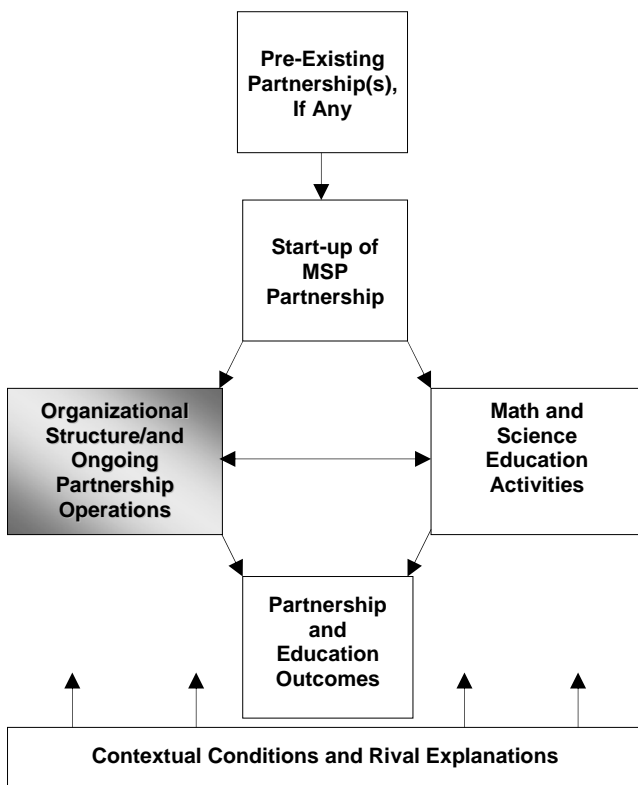 Pre-Existing
Partnership(s),
If Any
Start-up of
MSP
Partnership
Organizational
Structure/and
Ongoing
Partnership
Operations
Math and
Science
Education
Activities
Partnership
and
Education
Outcomes
Contextual Conditions and Rival Explanations